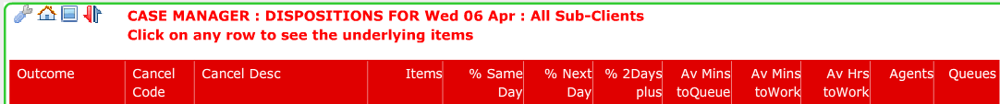 CASE MANAGER : DISPOSITIONS FOR Wed 06 Apr : All Sub-Clients
Click on any row to see the underlying items
Outcome Cancel Code Cancel Desc Items % Same Day % Next Day % 2Days plus Av Mins toQueue Av Mins toWork Av Hrs toWork Agents Queues